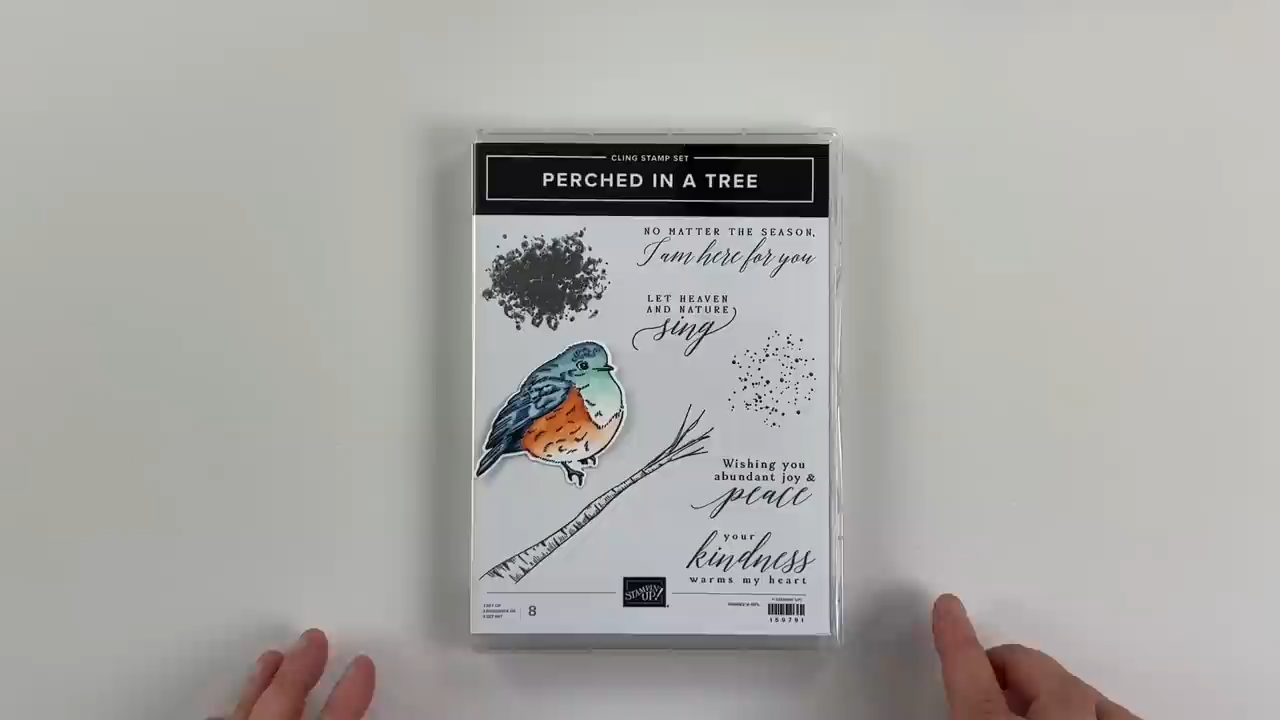 CLING STAMP SET
PERCHED IN A TREE
NO MATTER THE SEASON,
I am here for you
LET HEAVEN
AND NATURE
sing
Wishing you
abundant joy &
peace
your
kindness
warms my heart
STAMPIN' UP!
8